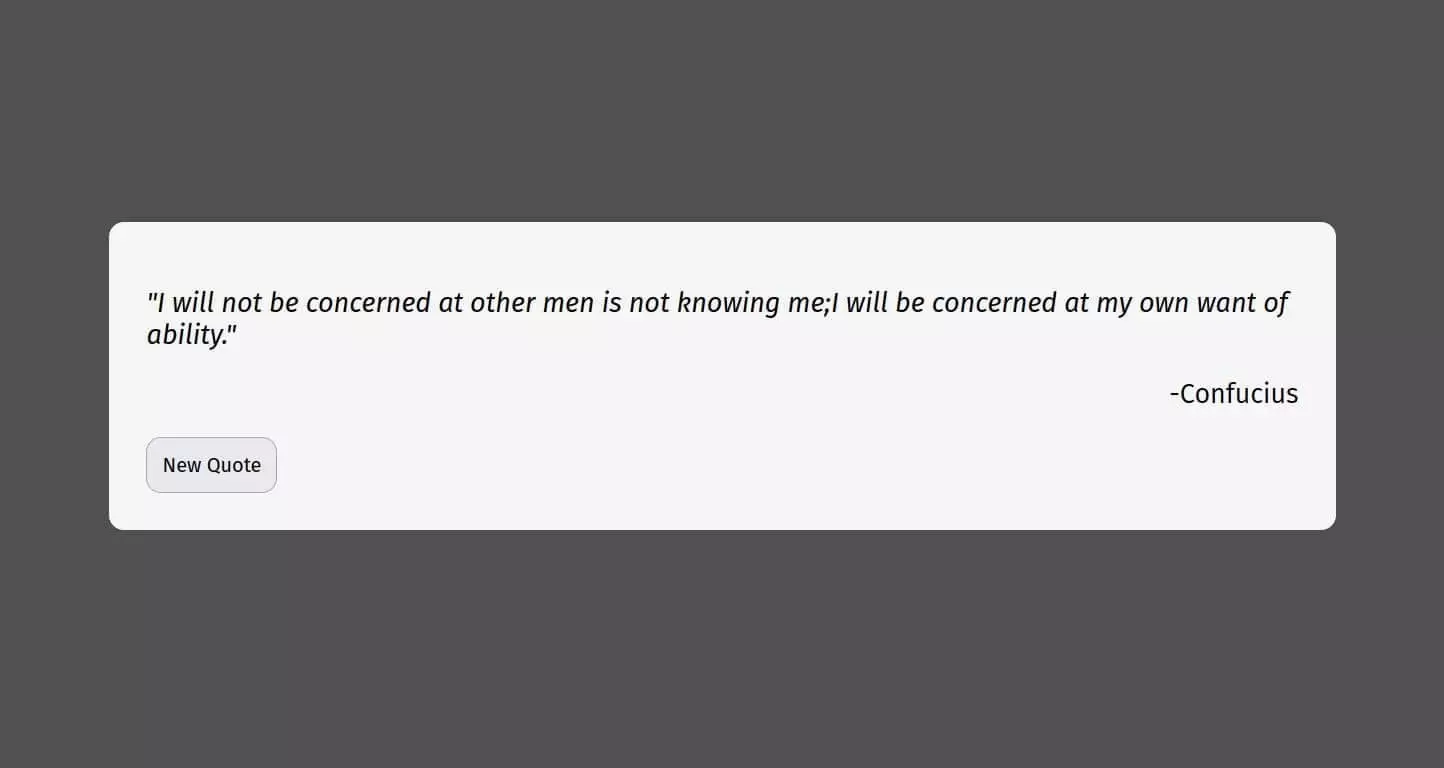 "I will not be concerned at other men is not knowing me;I will be concerned at my own want of
ability."
-Confucius
New Quote